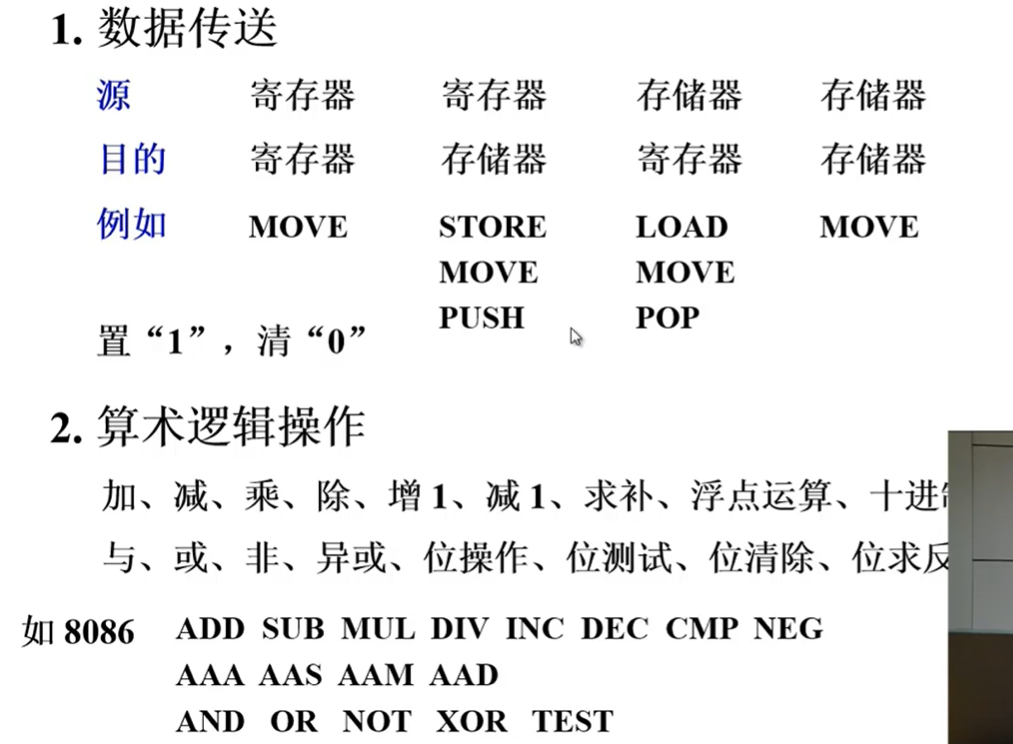 1. 数据传送
源 寄存器 寄存器 存储器 存储器
目的 寄存器 存储器 寄存器 存储器
例如 MOVE STORE LOAD MOVE
MOVE MOVE
PUSH POP
置“1”，清“0”
2. 算术逻辑操作
加、减、乘、除、增 1、减 1、求补、浮点运算、十进
与、或、非、异或、位操作、位测试、位清除、位求反
如 8086 ADD SUB MUL DIV INC DEC CMP NEG
AAA AAS AAM AAD
AND OR NOT XOR TEST